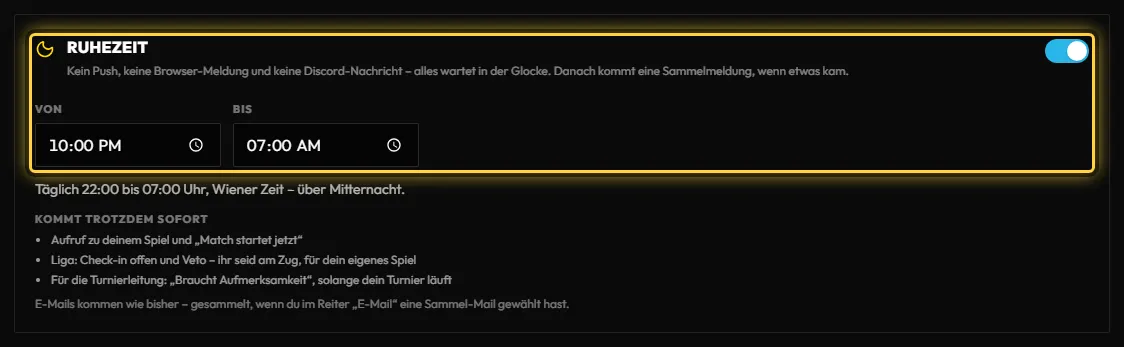 RUHEZEIT
Kein Push, keine Browser-Meldung und keine Discord-Nachricht – alles wartet in der Glocke. Danach kommt eine Sammelmeldung, wenn etwas kam.
VON BIS
10:00 PM 07:00 AM
Täglich 22:00 bis 07:00 Uhr, Wiener Zeit – über Mitternacht.
KOMMT TROTZDEM SOFORT
• Aufruf zu deinem Spiel und „Match startet jetzt“
• Liga: Check-in offen und Veto – ihr seid am Zug, für dein eigenes Spiel
• Für die Turnierleitung: „Braucht Aufmerksamkeit“, solange dein Turnier läuft
E-Mails kommen wie bisher – gesammelt, wenn du im Reiter „E-Mail“ eine Sammel-Mail gewählt hast.